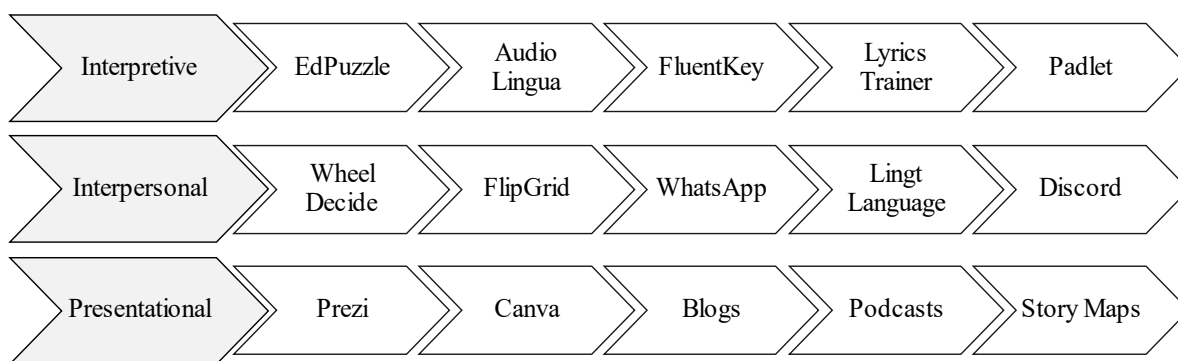 Interpretive
EdPuzzle
Audio
Lingua
FluentKey
Lyrics
Trainer
Padlet
Interpersonal
Wheel
Decide
FlipGrid
WhatsApp
Lingt
Language
Discord
Presentational
Prezi
Canva
Blogs
Podcasts
Story Maps